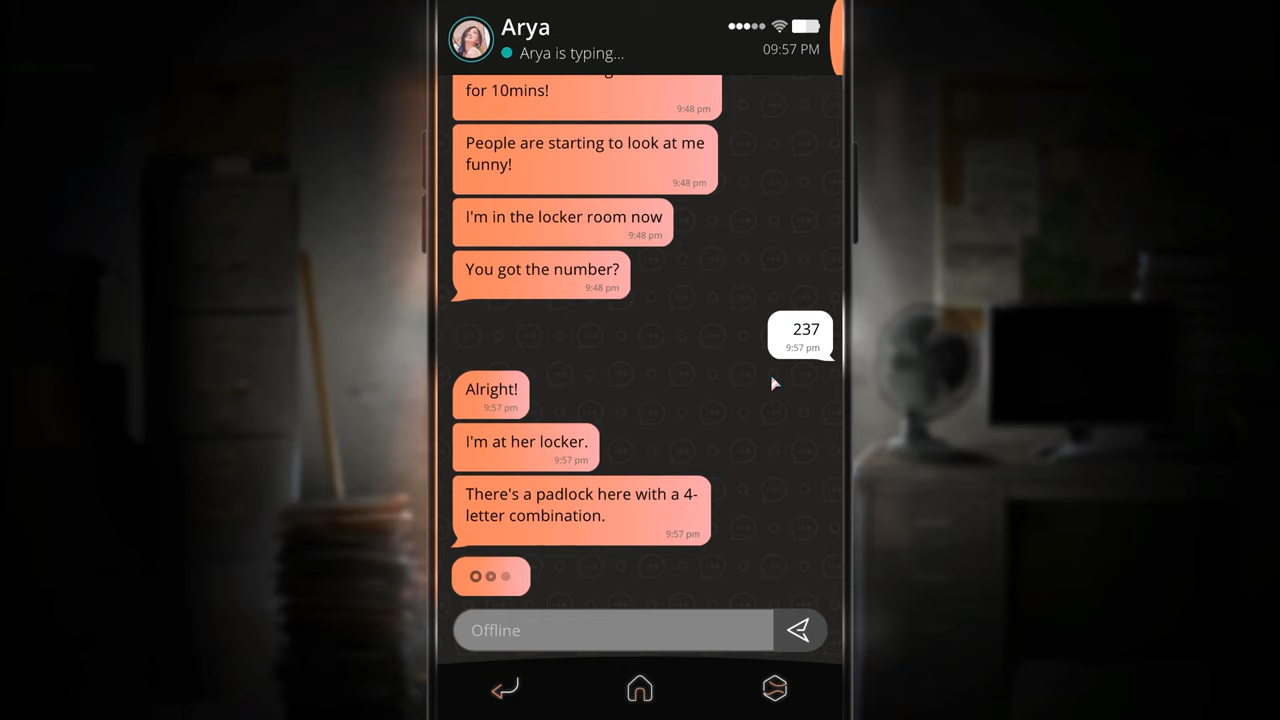 Arya
Arya is typing...
09:57 PM
for 10mins!
9:48 pm
People are starting to look at me
funny!
9:48 pm
I'm in the locker room now
9:48 pm
You got the number?
9:48 pm
237
9:57 pm
Alright!
9:57 pm
I'm at her locker.
9:57 pm
There's a padlock here with a 4-
letter combination.
9:57 pm
Offline